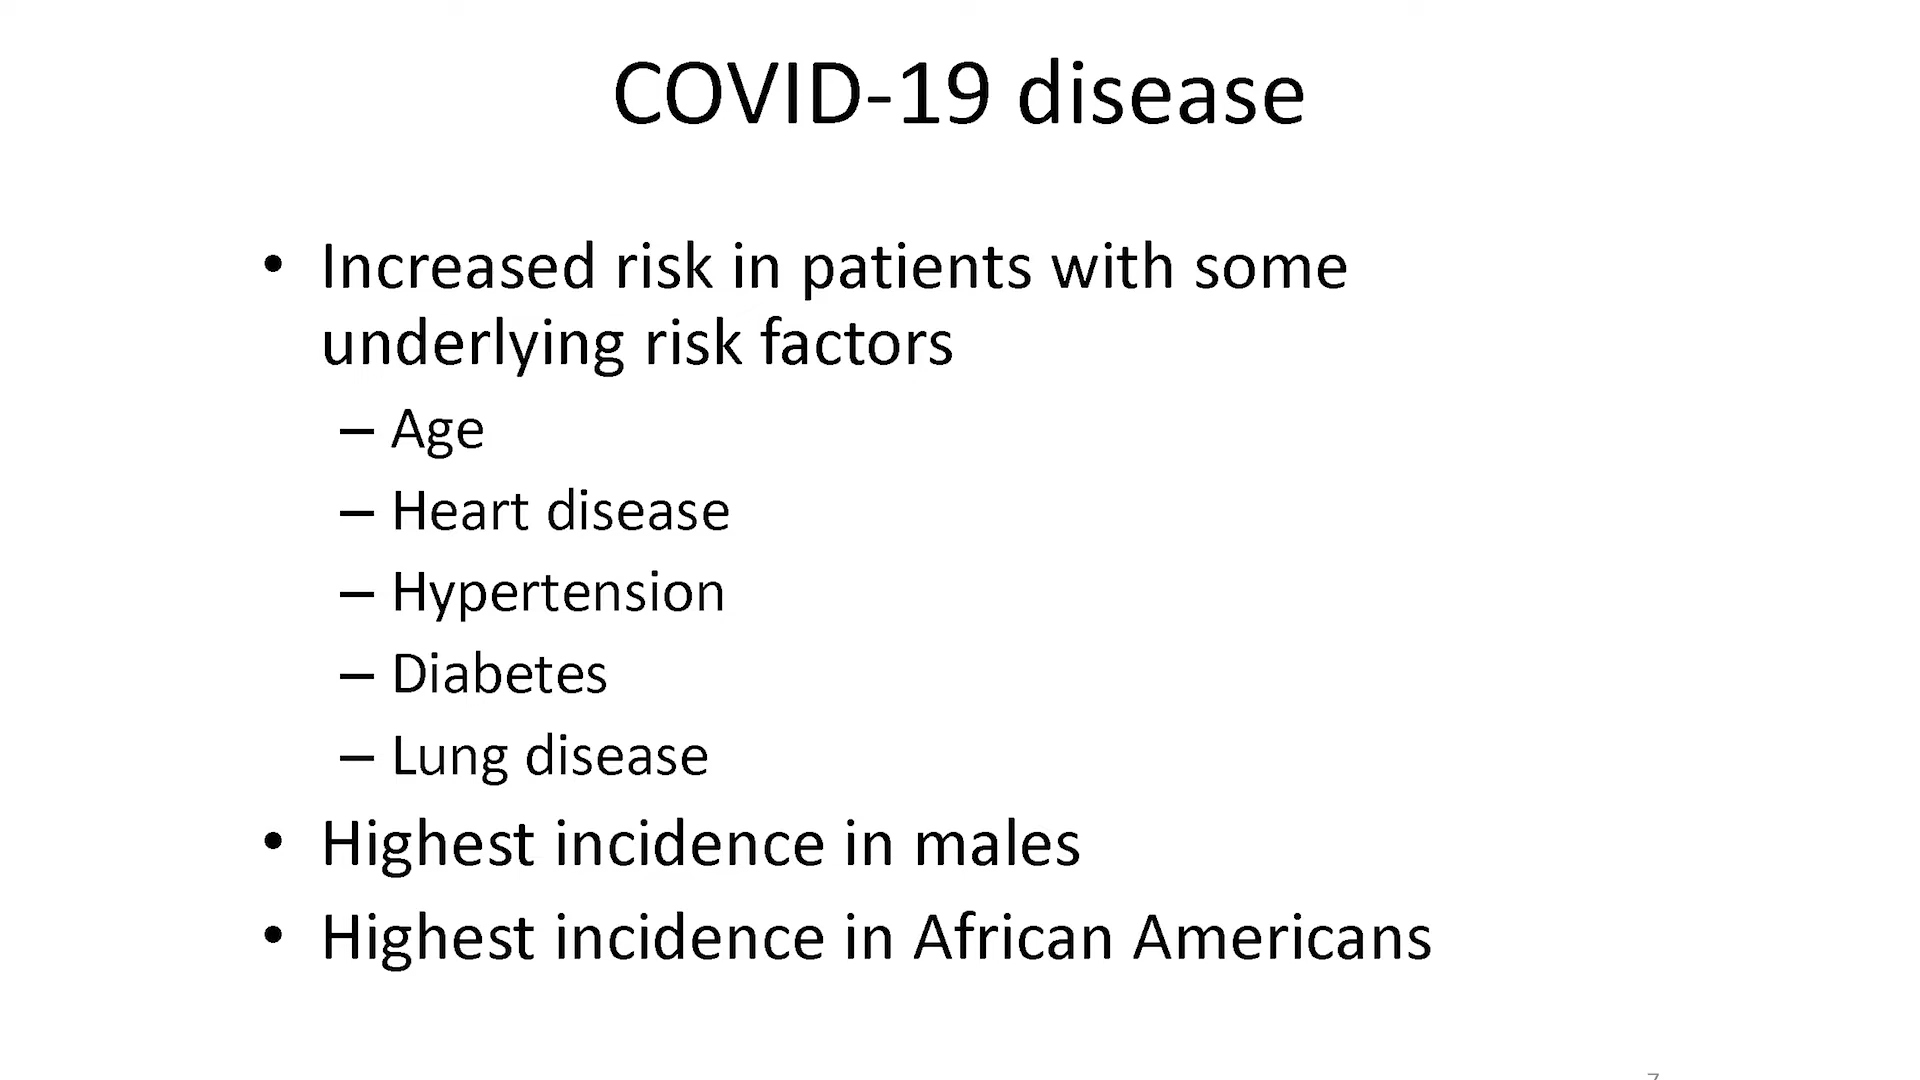 COVID-19 disease
• Increased risk in patients with some
underlying risk factors
– Age
– Heart disease
– Hypertension
– Diabetes
– Lung disease
• Highest incidence in males
• Highest incidence in African Americans